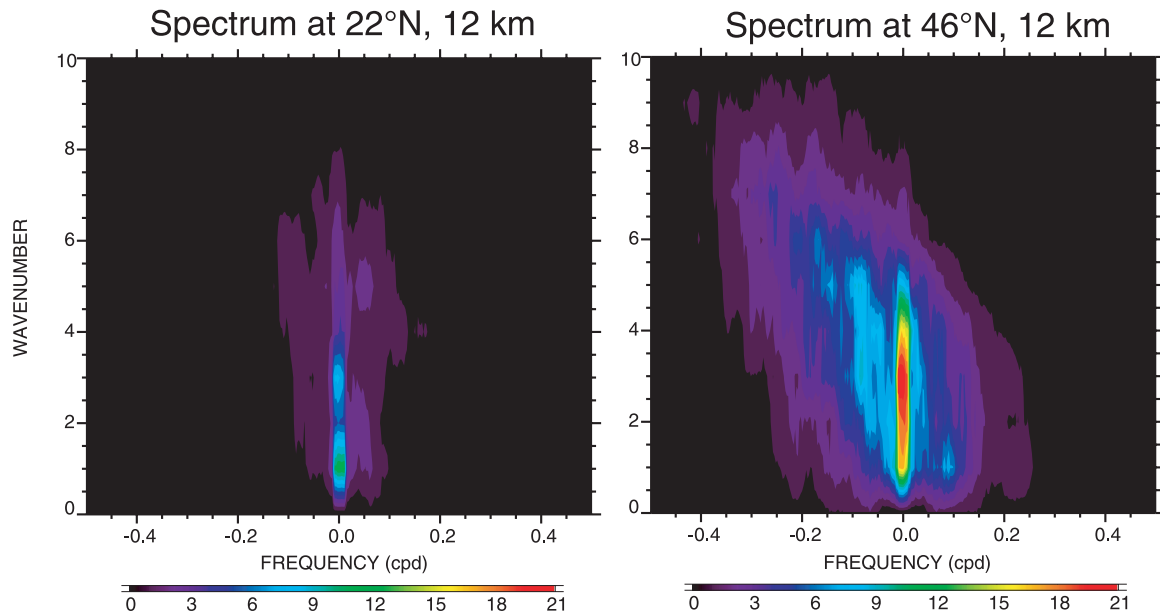 Spectrum at 22°N, 12 km
Spectrum at 46°N, 12 km
WAVENUMBER
10
8
6
4
2
0
-0.4 -0.2 0.0 0.2 0.4
FREQUENCY (cpd)
0 3 6 9 12 15 18 21
10
8
6
4
2
0
-0.4 -0.2 0.0 0.2 0.4
FREQUENCY (cpd)
0 3 6 9 12 15 18 21